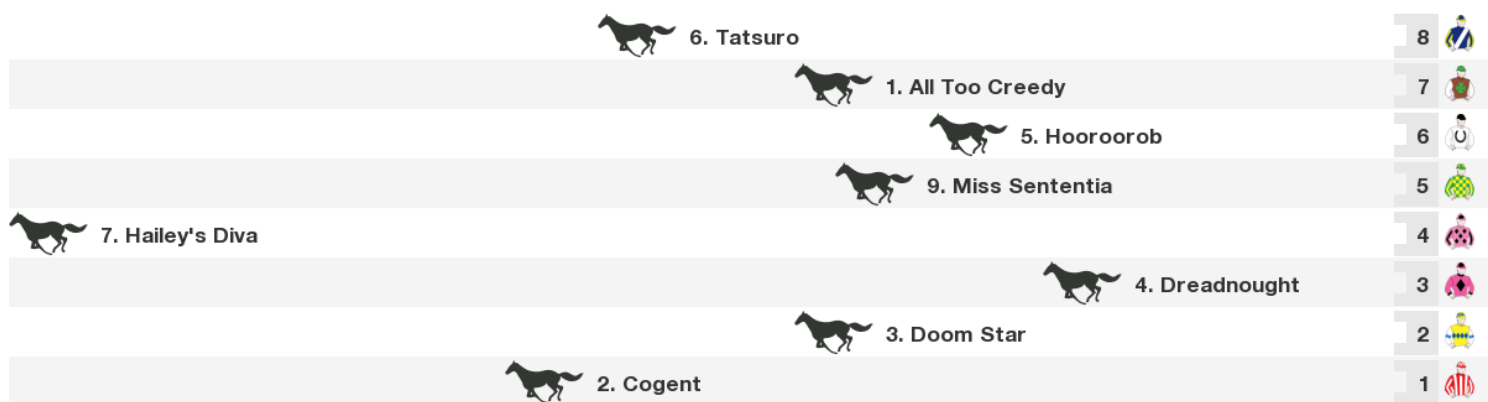 6. Tatsuro 8
1. All Too Creedy 7
5. Hooroorob 6
9. Miss Sententia 5
7. Hailey's Diva 4
4. Dreadnought 3
3. Doom Star 2
2. Cogent 1